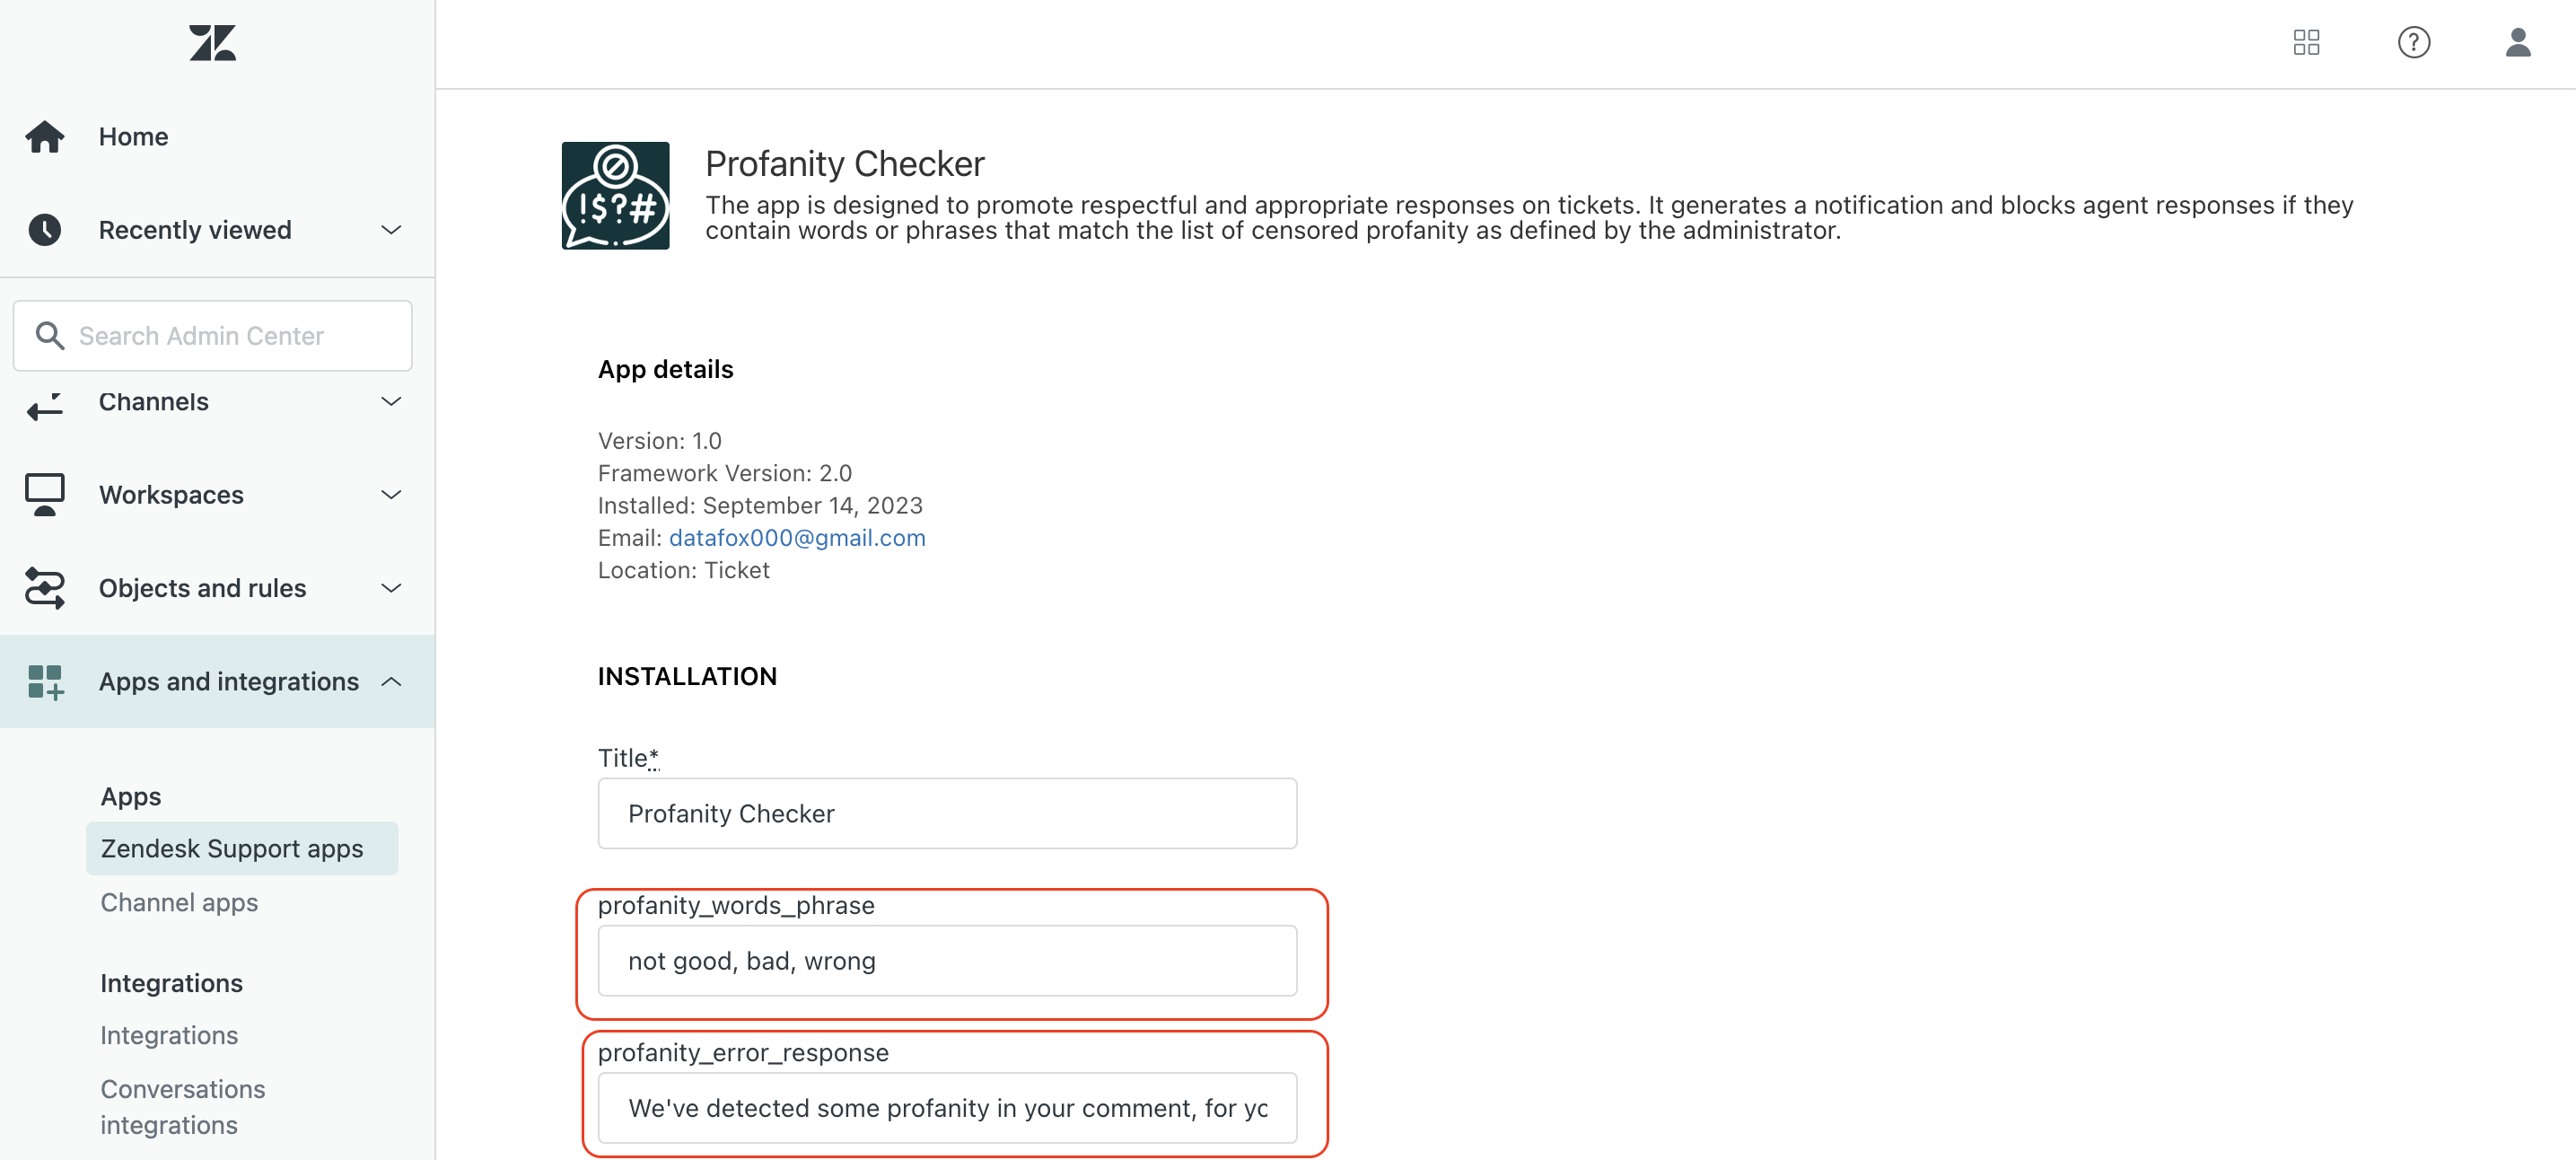 Home
Recently viewed
Search Admin Center
Channels
Workspaces
Objects and rules
Apps and integrations
Apps
Zendesk Support apps
Channel apps
Integrations
Integrations
Conversations
integrations
?
!$?#
Profanity Checker
The app is designed to promote respectful and appropriate responses on tickets. It generates a notification and blocks agent responses if they
contain words or phrases that match the list of censored profanity as defined by the administrator.
App details
Version: 1.0
Framework Version: 2.0
Installed: September 14, 2023
Email: datafox000@gmail.com
Location: Ticket
INSTALLATION
Title*
Profanity Checker
profanity_words_phrase
not good, bad, wrong
profanity_error_response
We've detected some profanity in your comment, for yo